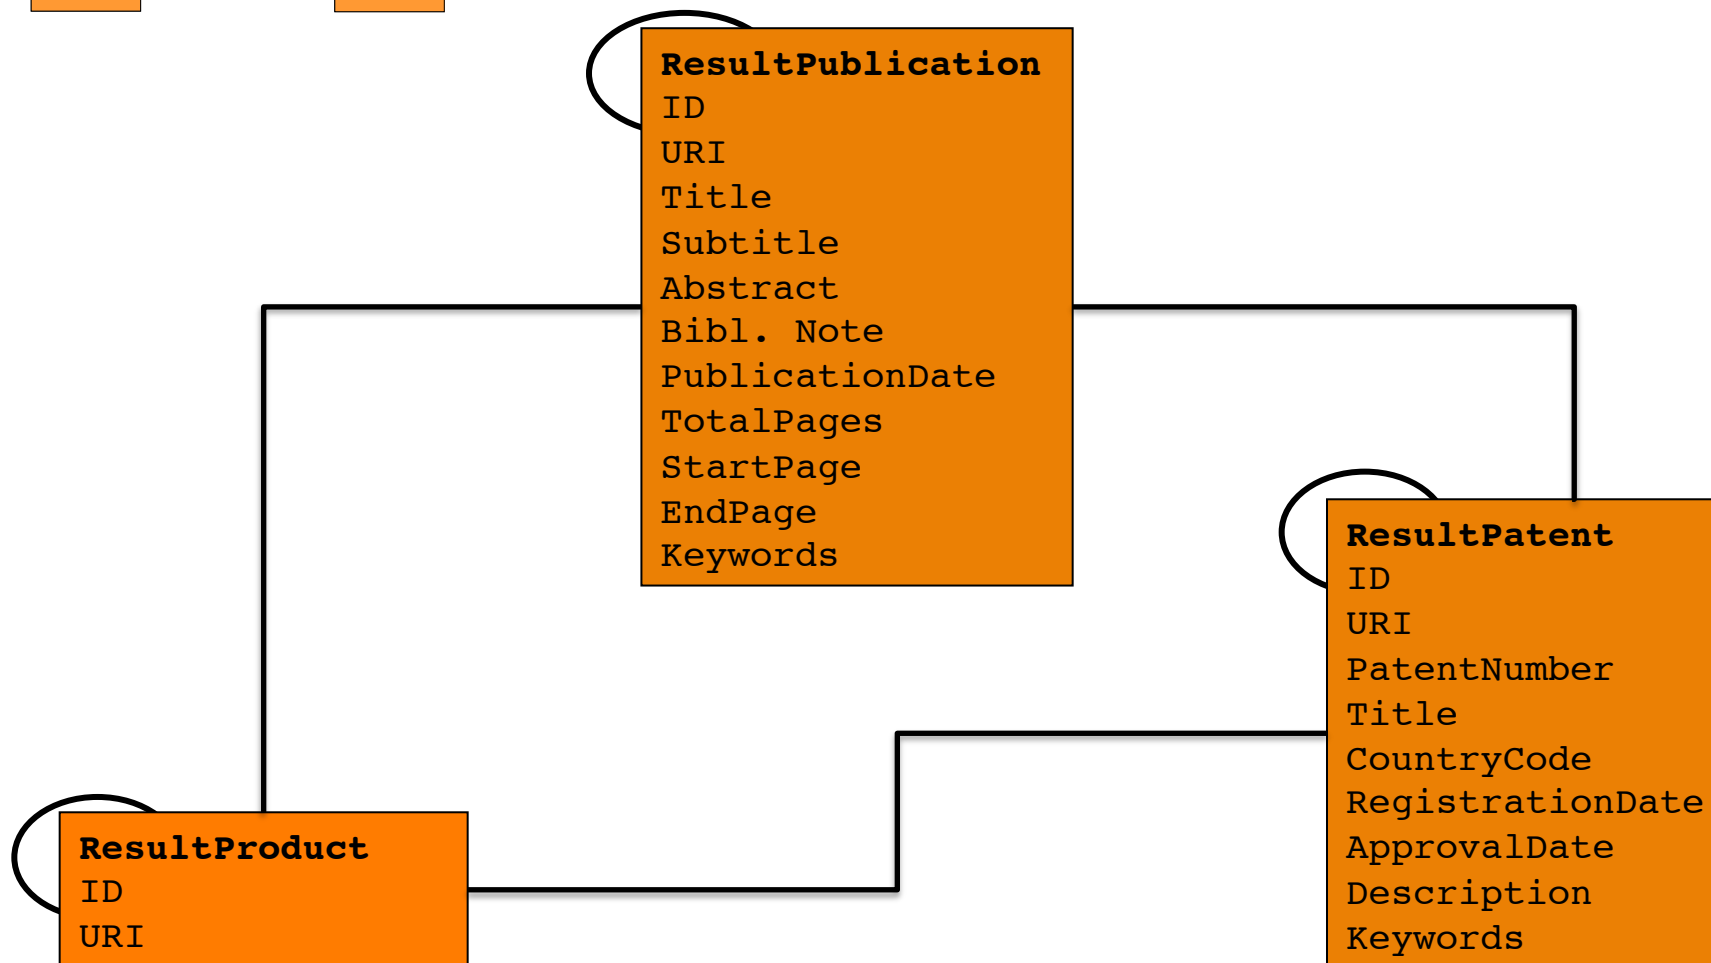 ResultPublication
ID
URI
Title
Subtitle
Abstract
Bibl. Note
PublicationDate
TotalPages
StartPage
EndPage
Keywords
ResultPatent
ID
URI
PatentNumber
Title
CountryCode
RegistrationDate
ApprovalDate
Description
Keywords
ResultProduct
ID
URI